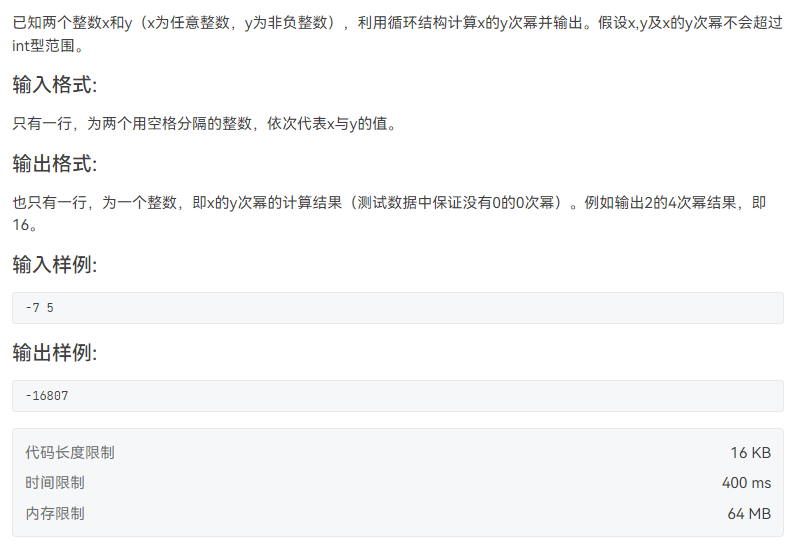 已知两个整数x和y（x为任意整数，y为非负整数），利用循环结构计算x的y次幂并输出。假设x,y及x的y次幂不会超过
int型范围。
输入格式:
只有一行，为两个用空格分隔的整数，依次代表x与y的值。
输出格式:
也只有一行，为一个整数，即x的y次幂的计算结果（测试数据中保证没有0的0次幂）。例如输出2的4次幂结果，即
16。
输入样例:
-7 5
输出样例:
-16807
代码长度限制 16 KB
时间限制 400 ms
内存限制 64 MB